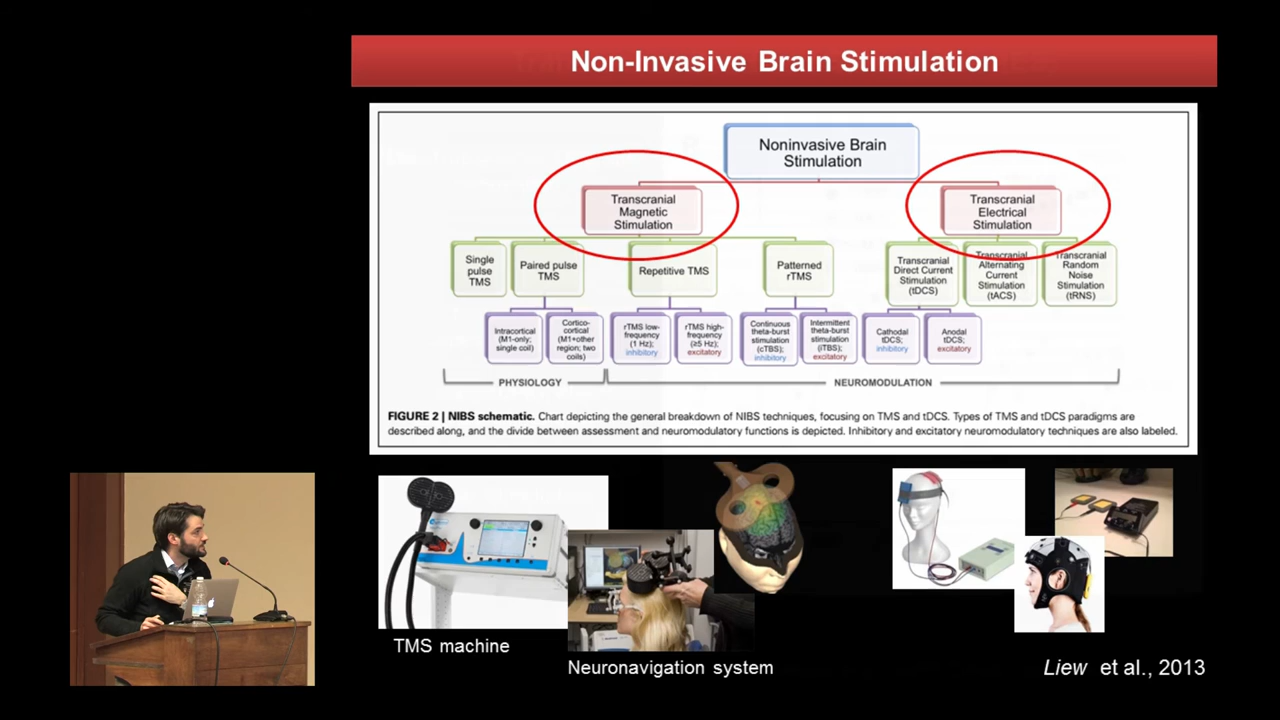 Non-Invasive Brain Stimulation
Noninvasive Brain
Stimulation
Transcranial
Magnetic
Stimulation
Transcranial
Electrical
Stimulation
Single
pulse
TMS
Paired pulse
TMS
Repetitive TMS
Patterned
rTMS
Transcranial
Direct Current
Stimulation
(tDCS)
Transcranial
Alternating
Current
Stimulation
(tACS)
Transcranial
Random
Noise
Stimulation
(tRNS)
Intracortical
(M1-only;
single coil)
Cortico-
cortical
(M1+other
region; two
coils)
rTMS low-
frequency
(1 Hz);
inhibitory
rTMS high-
frequency
(≥5 Hz);
excitatory
Continuous
theta-burst
stimulation
(cTBS);
inhibitory
Intermittent
theta-burst
stimulation
(iTBS);
excitatory
Cathodal
tDCS;
inhibitory
Anodal
tDCS;
excitatory
PHYSIOLOGY
NEUROMODULATION
FIGURE 2 | NIBS schematic. Chart depicting the general breakdown of NIBS techniques, focusing on TMS and tDCS. Types of TMS and tDCS paradigms are
described along, and the divide between assessment and neuromodulatory functions is depicted. Inhibitory and excitatory neuromodulatory techniques are also labeled.
TMS machine
Neuronavigation system
Liew et al., 2013